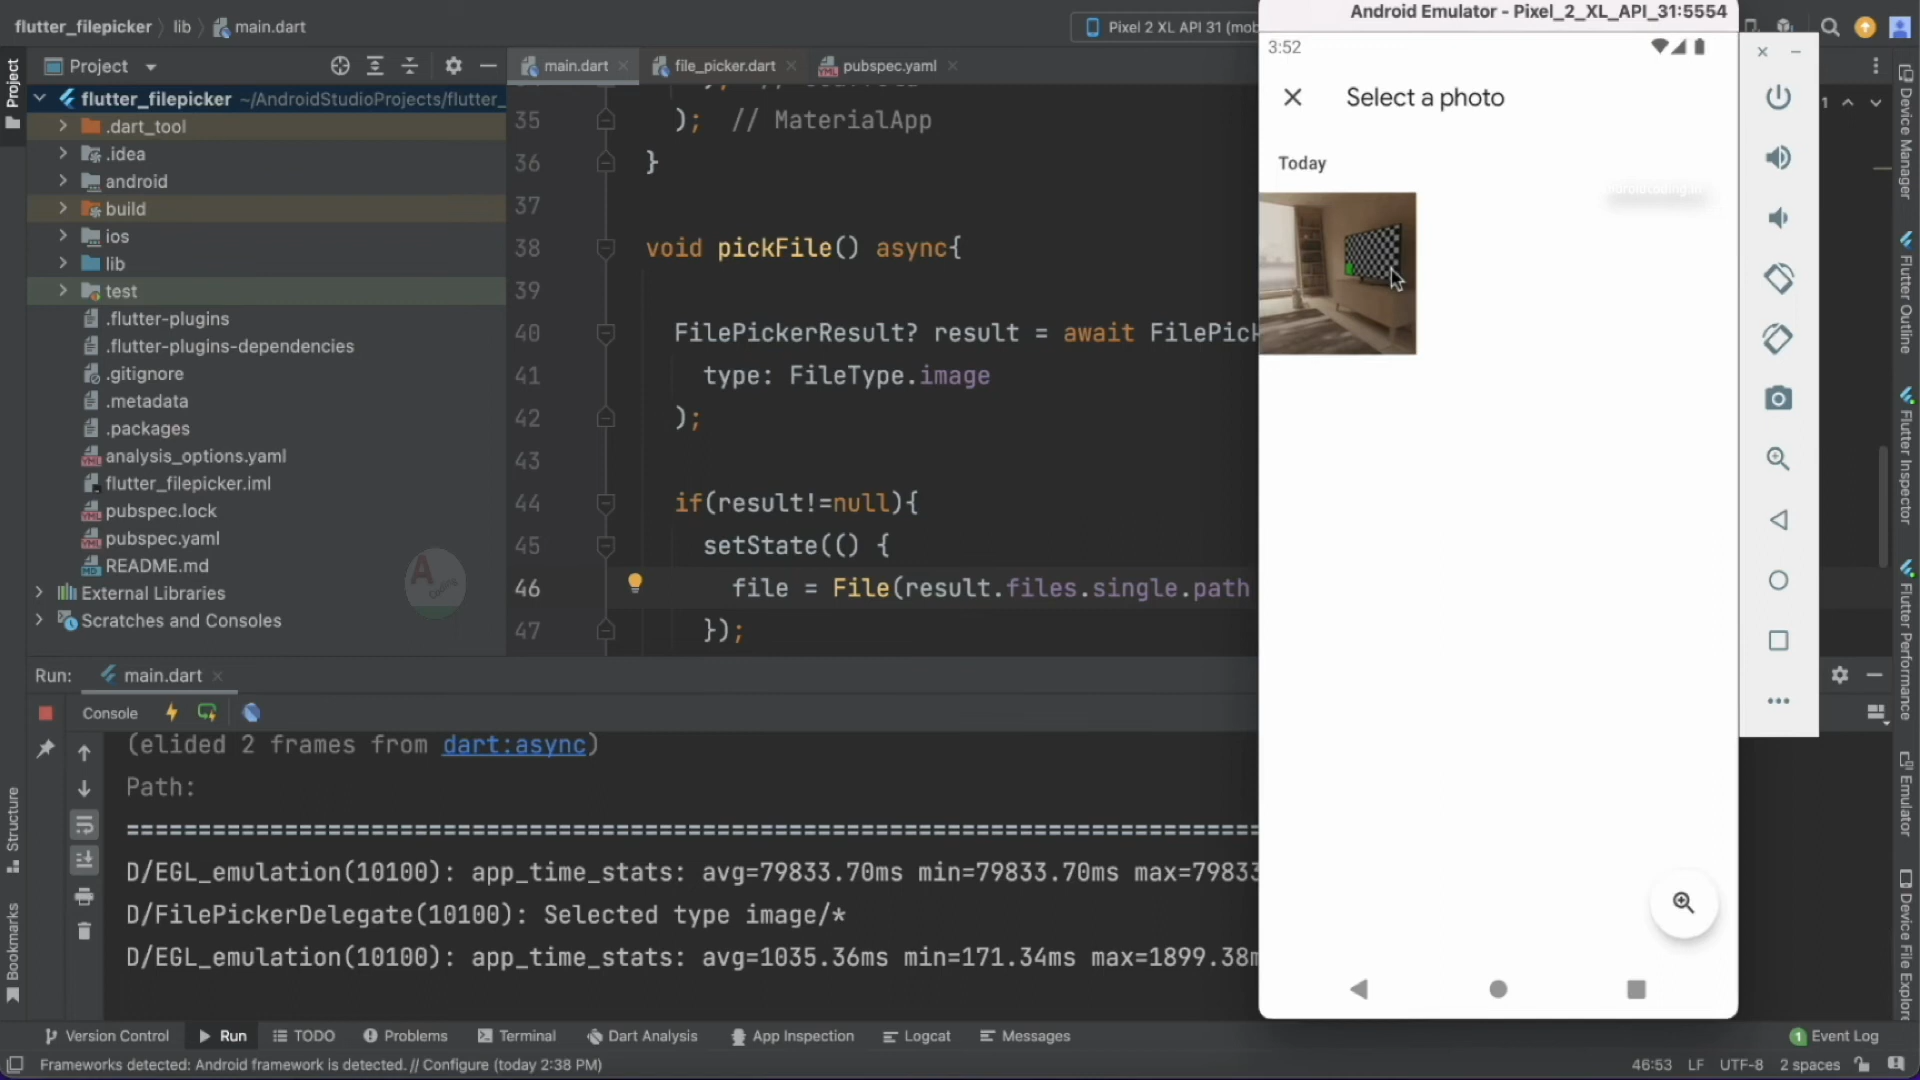 flutter_filepicker
lib
main.dart
Pixel 2 XL API 31 (mob
Android Emulator - Pixel_2_XL_API_31:5554
Project
Project
main.dart
file_picker.dart
pubspec.yaml
flutter_filepicker ~/AndroidStudioProjects/flutter_
.dart_tool
.idea
android
build
ios
lib
test
.flutter-plugins
.flutter-plugins-dependencies
.gitignore
.metadata
.packages
analysis_options.yaml
flutter_filepicker.iml
pubspec.lock
pubspec.yaml
README.md
External Libraries
Scratches and Consoles
35 ); // MaterialApp
36 }
37
38 void pickFile() async{
39
40 FilePickerResult? result = await FilePick
41 type: FileType.image
42 );
43
44 if(result!=null){
45 setState(() {
46 file = File(result.files.single.path
47 });
3:52
Select a photo
Today
1
Device Manager
Flutter Outline
Flutter Inspector
Flutter Performance
Emulator
Device File Explor
Structure
Bookmarks
Run:
main.dart
Console
(elided 2 frames from dart:async)
Path:
D/EGL_emulation(10100): app_time_stats: avg=79833.70ms min=79833.70ms max=79833
D/FilePickerDelegate(10100): Selected type image/*
D/EGL_emulation(10100): app_time_stats: avg=1035.36ms min=171.34ms max=1899.38m
Version Control
Run
TODO
Problems
Terminal
Dart Analysis
App Inspection
Logcat
Messages
1 Event Log
Frameworks detected: Android framework is detected. // Configure (today 2:38 PM)
46:53 LF UTF-8 2 spaces